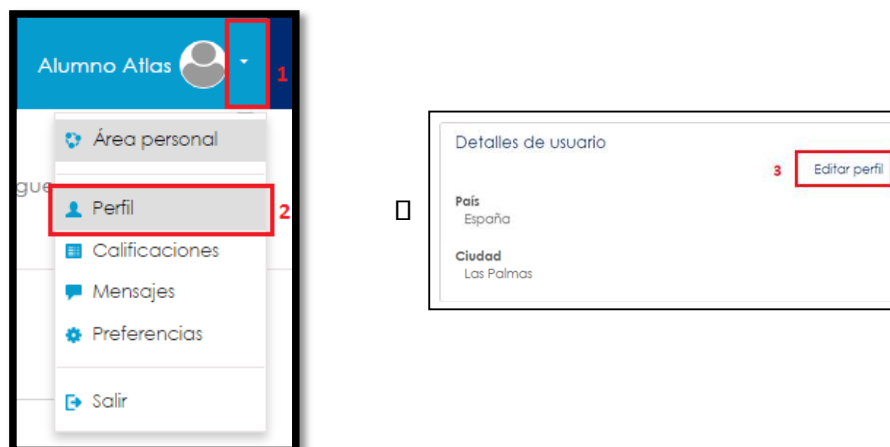 Alumno Atlas
1
Área personal
gue
Perfil
2
Calificaciones
Mensajes
Preferencias
Salir
Detalles de usuario
3
Editar perfil
País
España
Ciudad
Las Palmas